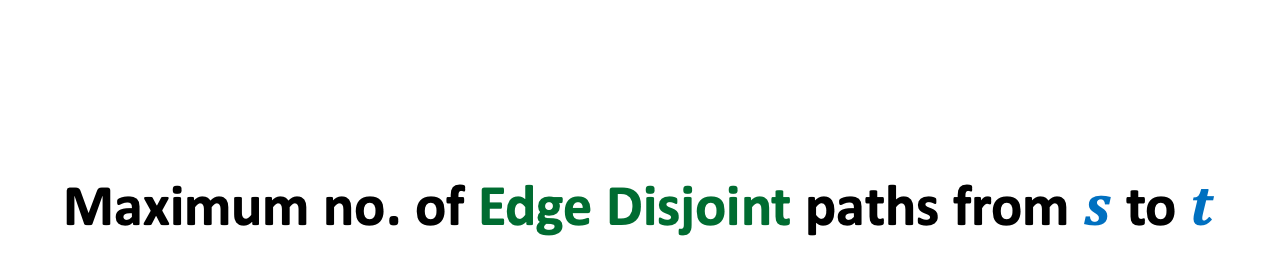 Maximum no. of Edge Disjoint paths from s to t